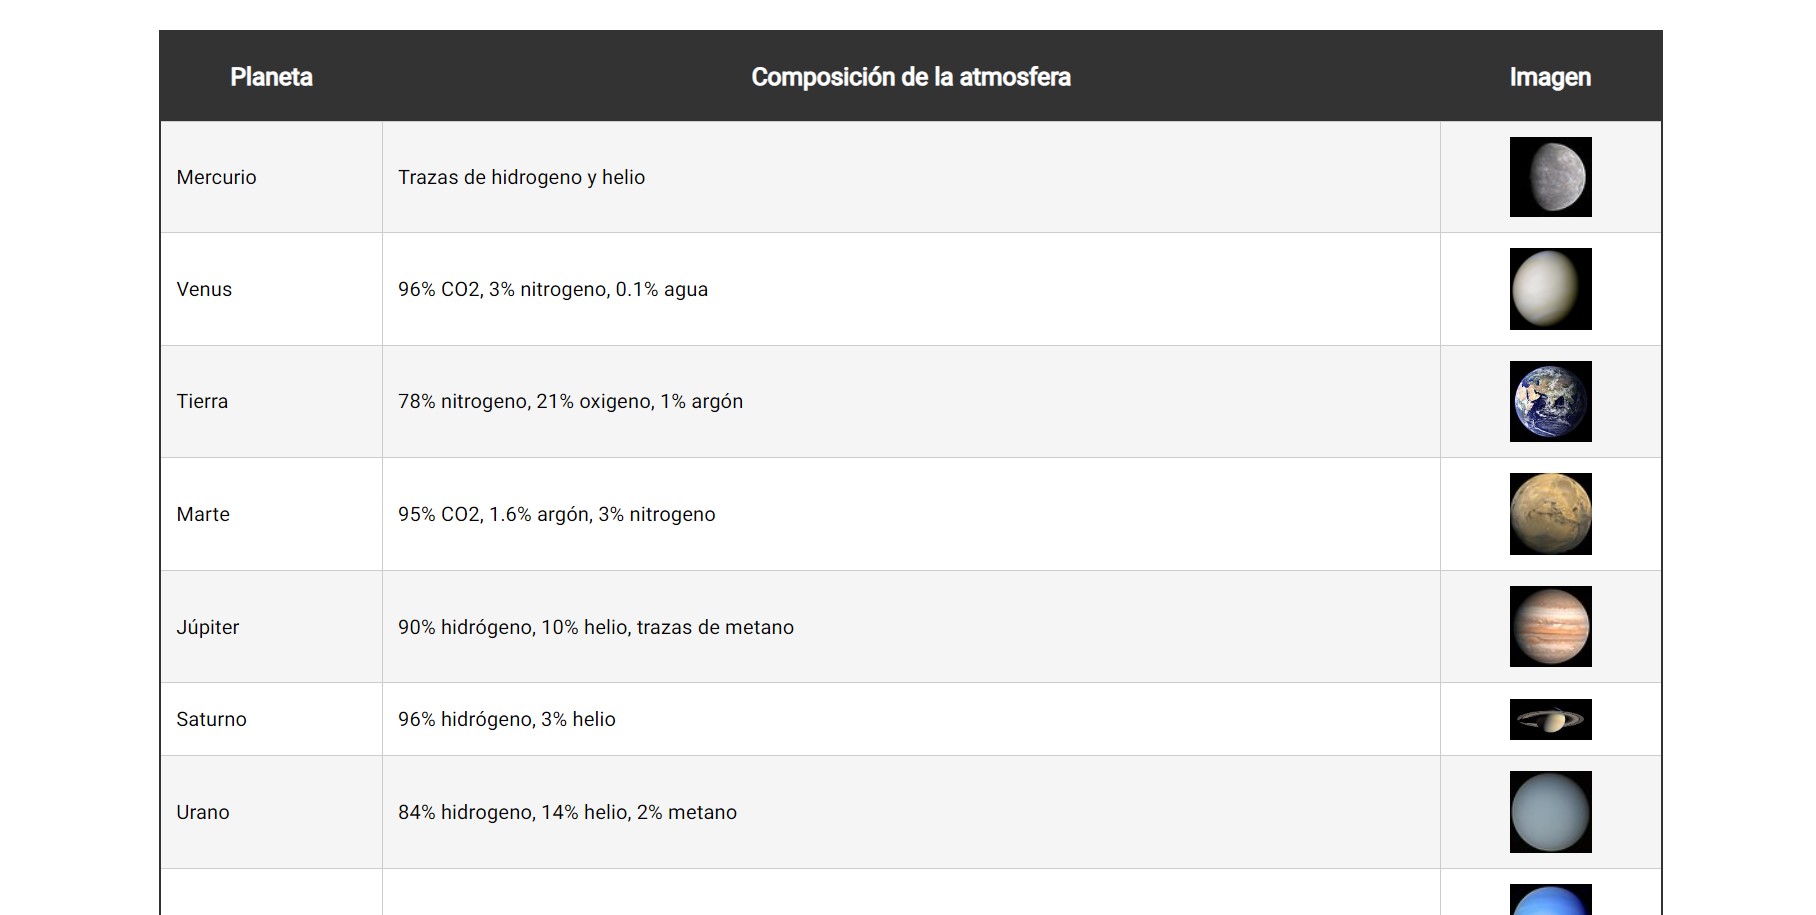 Planeta Composición de la atmosfera Imagen
Mercurio Trazas de hidrogeno y helio
Venus 96% CO2, 3% nitrogeno, 0.1% agua
Tierra 78% nitrogeno, 21% oxigeno, 1% argón
Marte 95% CO2, 1.6% argón, 3% nitrogeno
Júpiter 90% hidrógeno, 10% helio, trazas de metano
Saturno 96% hidrógeno, 3% helio
Urano 84% hidrogeno, 14% helio, 2% metano